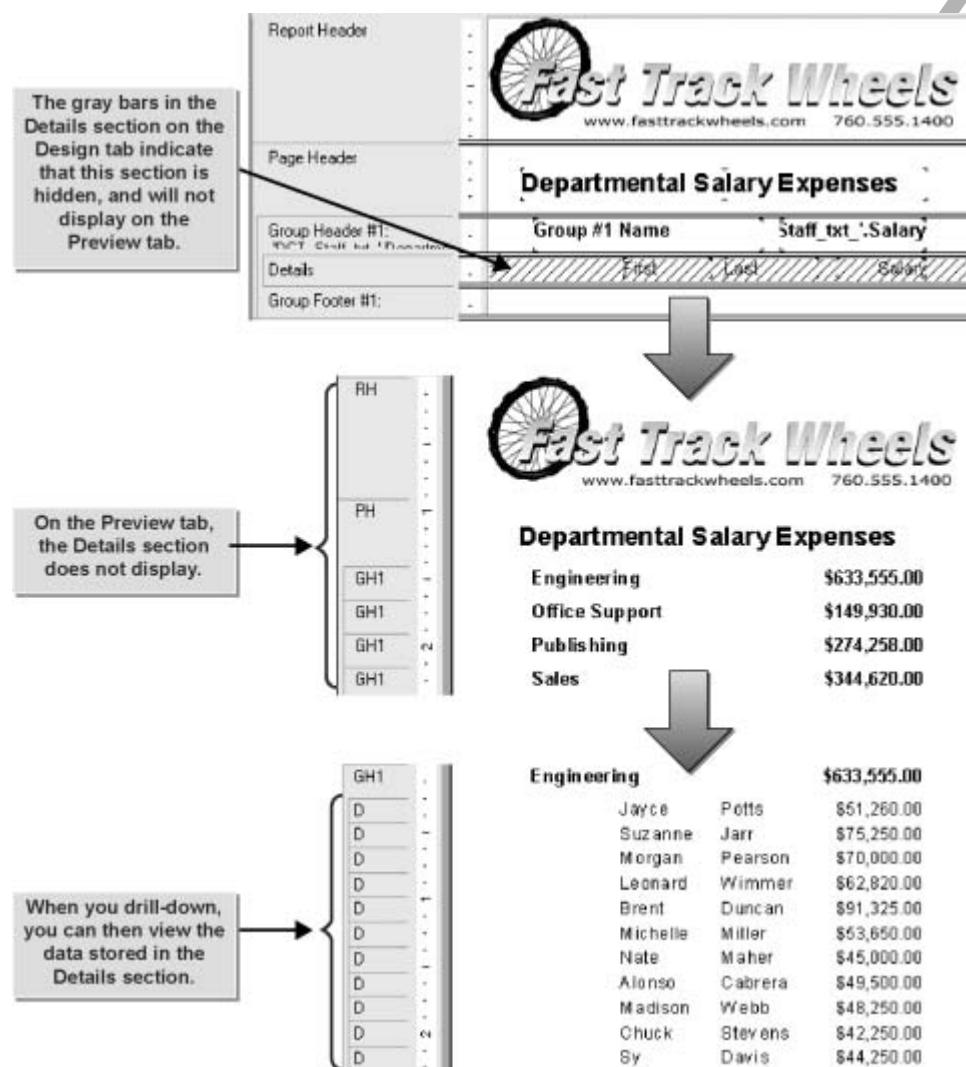 Report Header
Fast Track Wheels
www.fasttrackwheels.com 760.555.1400
The gray bars in the
Details section on the
Design tab indicate
that this section is
hidden, and will not
display on the
Preview tab.
Page Header
Departmental Salary Expenses
Group Header #1:
Group #1 Name
Staff_txt_'.Salary
Details
First Last Salary
Group Footer #1:
RH
Fast Track Wheels
www.fasttrackwheels.com 760.555.1400
On the Preview tab,
the Details section
does not display.
PH
Departmental Salary Expenses
GH1
Engineering $633,555.00
GH1
Office Support $149,930.00
GH1
2
Publishing $274,258.00
GH1
Sales $344,620.00
GH1
Engineering $633,555.00
When you drill-down,
you can then view the
data stored in the
Details section.
D
Jayce Potts $51,260.00
D
Suzanne Jarr $75,250.00
D
Morgan Pearson $70,000.00
D
Leonard Wimmer $62,820.00
D
Brent Duncan $91,325.00
D
Michelle Miller $53,650.00
D
Nate Maher $45,000.00
D
Alonso Cabrera $49,500.00
D
Madison Webb $48,250.00
D
2
Chuck Stevens $42,250.00
D
Sy Davis $44,250.00